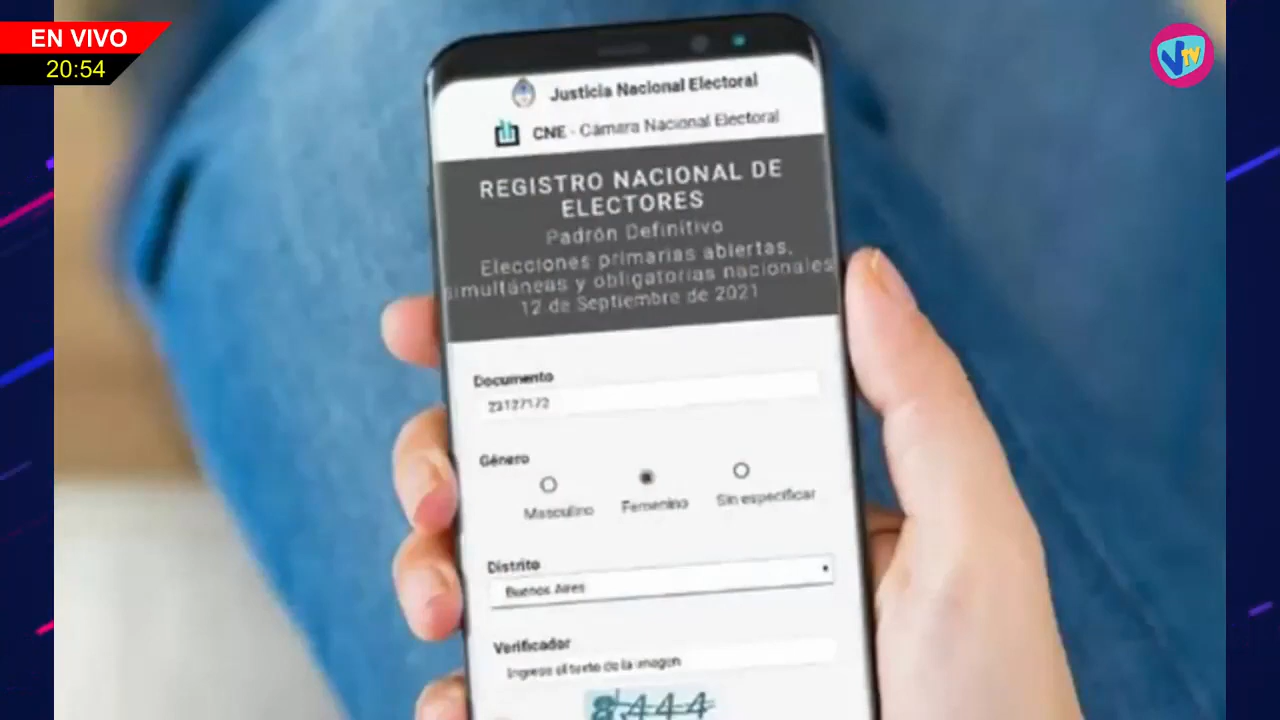 EN VIVO
20:54
VTV
Justicia Nacional Electoral
CNE - Cámara Nacional Electoral
REGISTRO NACIONAL DE
ELECTORES
Padrón Definitivo
Elecciones primarias abiertas,
simultáneas y obligatorias nacionales
12 de Septiembre de 2021
Documento
23127172
Género
Masculino Femenino Sin especificar
Distrito
Buenos Aires
Verificador
Ingrese el texto de la imagen